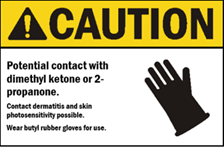 CAUTION
Potential contact with
dimethyl ketone or 2-
propanone.
Contact dermatitis and skin
photosensitivity possible.
Wear butyl rubber gloves for use.